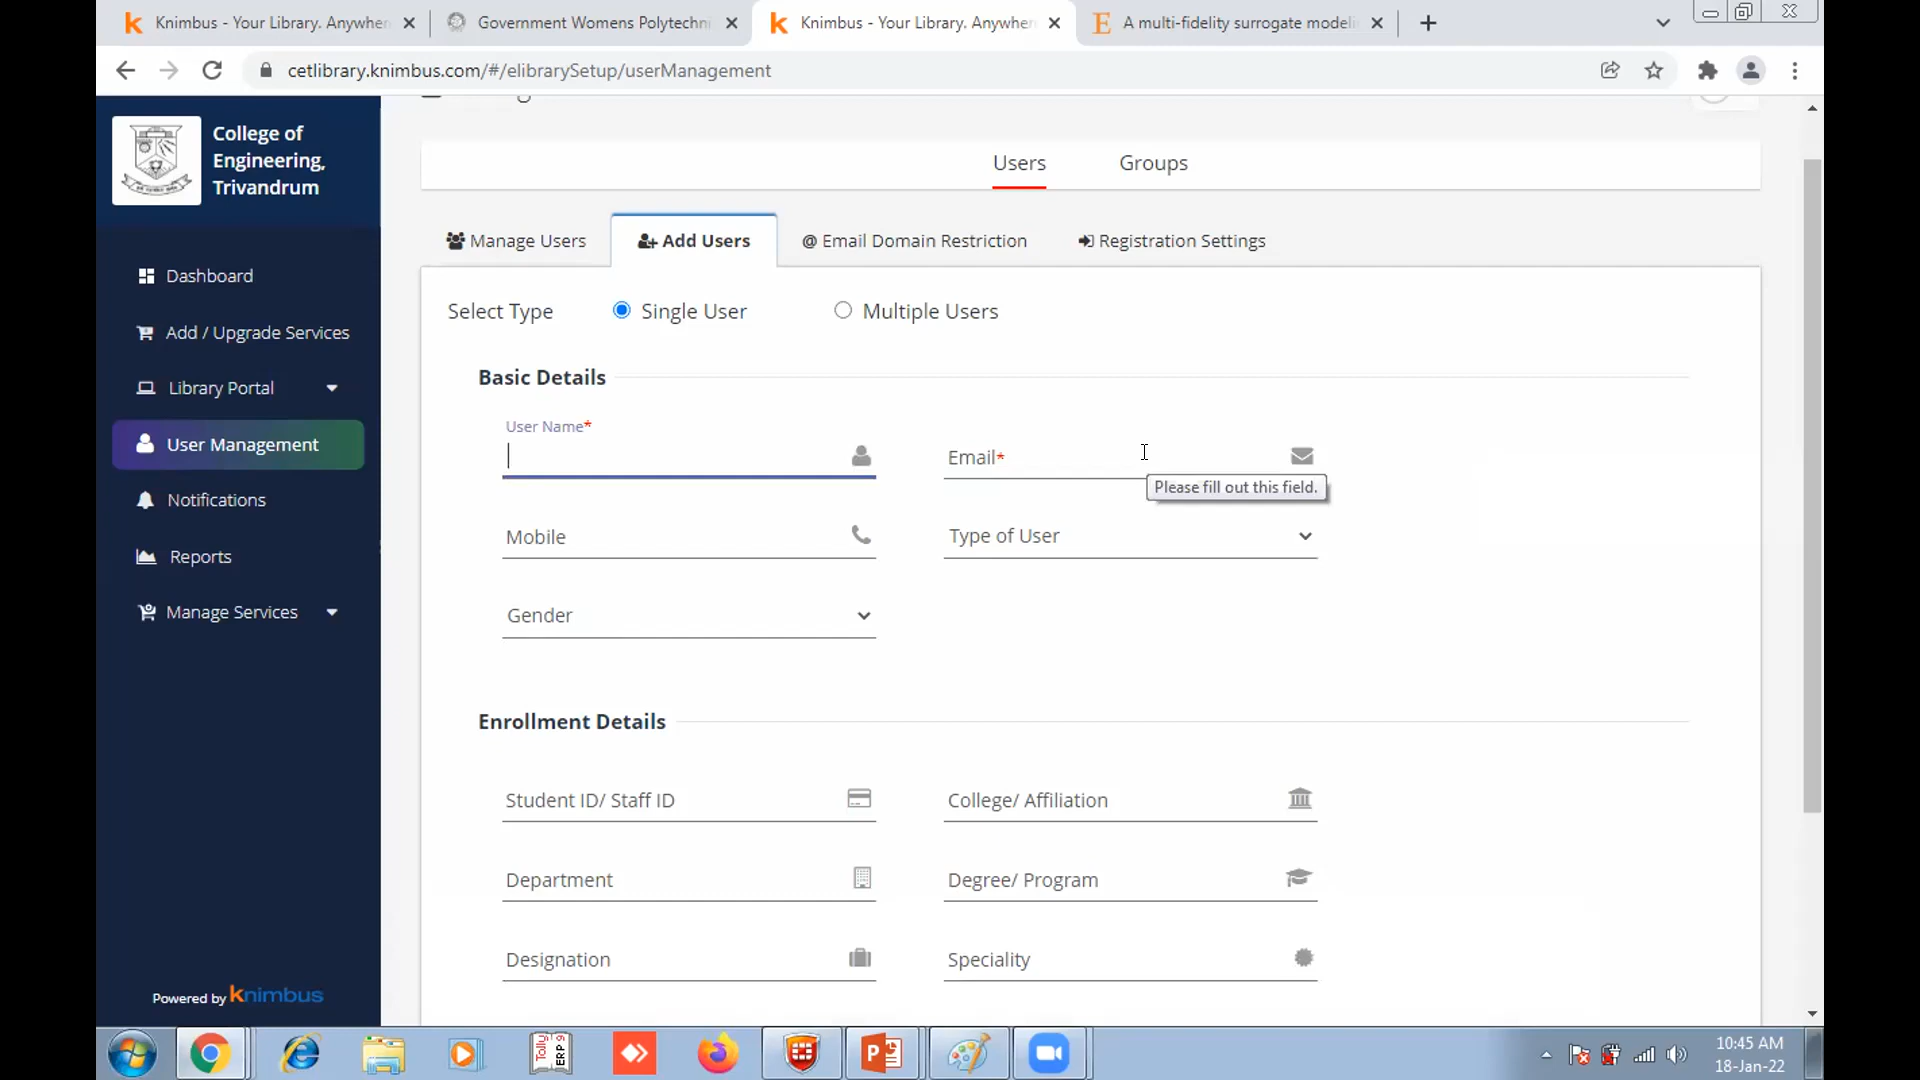 Knimbus - Your Library. Anywher
Government Womens Polytechni
Knimbus - Your Library. Anywher
A multi-fidelity surrogate modeli
cetlibrary.knimbus.com/#/elibrarySetup/userManagement
College of
Engineering,
Trivandrum
Dashboard
Add / Upgrade Services
Library Portal
User Management
Notifications
Reports
Manage Services
Powered by knimbus
Users Groups
Manage Users Add Users @ Email Domain Restriction Registration Settings
Select Type Single User Multiple Users
Basic Details
User Name*
Email*
Please fill out this field.
Mobile Type of User
Gender
Enrollment Details
Student ID/ Staff ID College/ Affiliation
Department Degree/ Program
Designation Speciality
Tally
ERP 9
10:45 AM
18-Jan-22